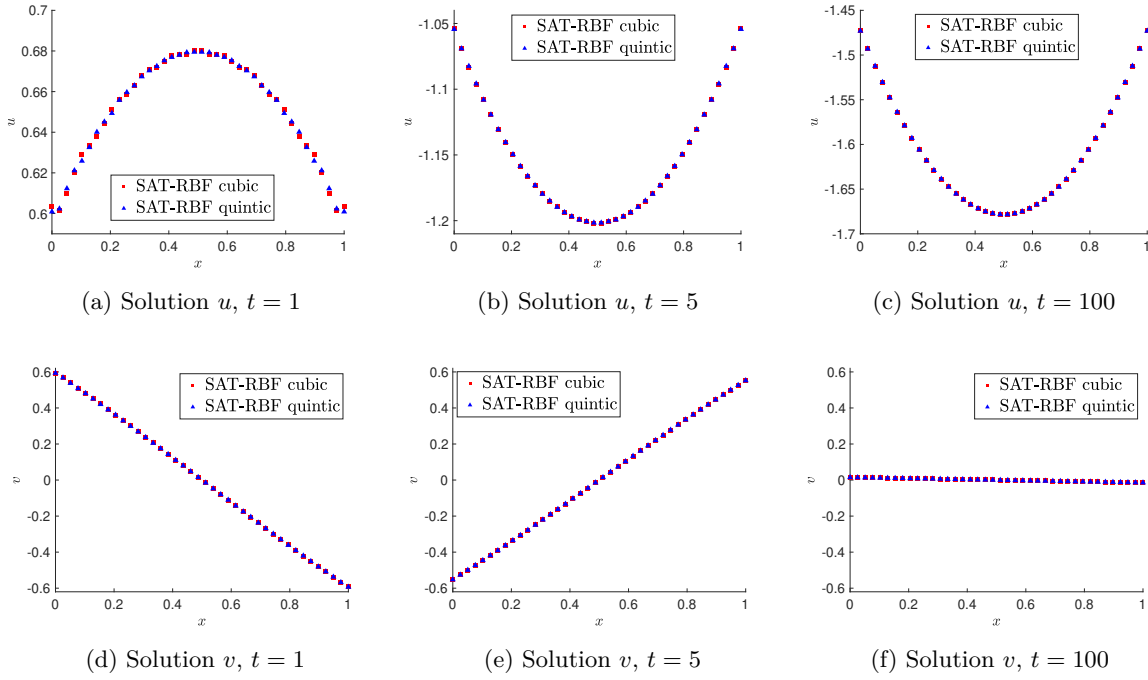 0.7
0.68
0.66
0.64
0.62
0.6
u
SAT-RBF cubic
SAT-RBF quintic
0 0.2 0.4 0.6 0.8 1
x
(a) Solution u, t = 1
-1.05
-1.1
-1.15
-1.2
u
SAT-RBF cubic
SAT-RBF quintic
0 0.2 0.4 0.6 0.8 1
x
(b) Solution u, t = 5
-1.45
-1.5
-1.55
-1.6
-1.65
-1.7
u
SAT-RBF cubic
SAT-RBF quintic
0 0.2 0.4 0.6 0.8 1
x
(c) Solution u, t = 100
0.6
0.4
0.2
0
-0.2
-0.4
-0.6
v
SAT-RBF cubic
SAT-RBF quintic
0 0.2 0.4 0.6 0.8 1
x
(d) Solution v, t = 1
0.6
0.4
0.2
0
-0.2
-0.4
-0.6
v
SAT-RBF cubic
SAT-RBF quintic
0 0.2 0.4 0.6 0.8 1
x
(e) Solution v, t = 5
0.6
0.4
0.2
0
-0.2
-0.4
-0.6
v
SAT-RBF cubic
SAT-RBF quintic
0 0.2 0.4 0.6 0.8 1
x
(f) Solution v, t = 100